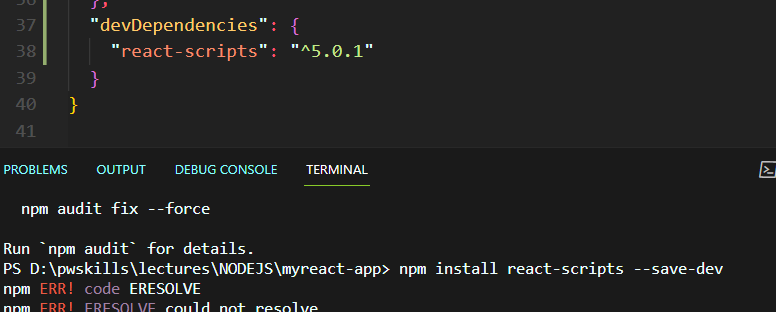 36 },
37 "devDependencies": {
38 "react-scripts": "^5.0.1"
39 }
40 }
41
PROBLEMS OUTPUT DEBUG CONSOLE TERMINAL
npm audit fix --force
Run `npm audit` for details.
PS D:\pwskills\lectures\NODEJS\myreact-app> npm install react-scripts --save-dev
npm ERR! code ERESOLVE
npm ERR! ERESOLVE could not resolve